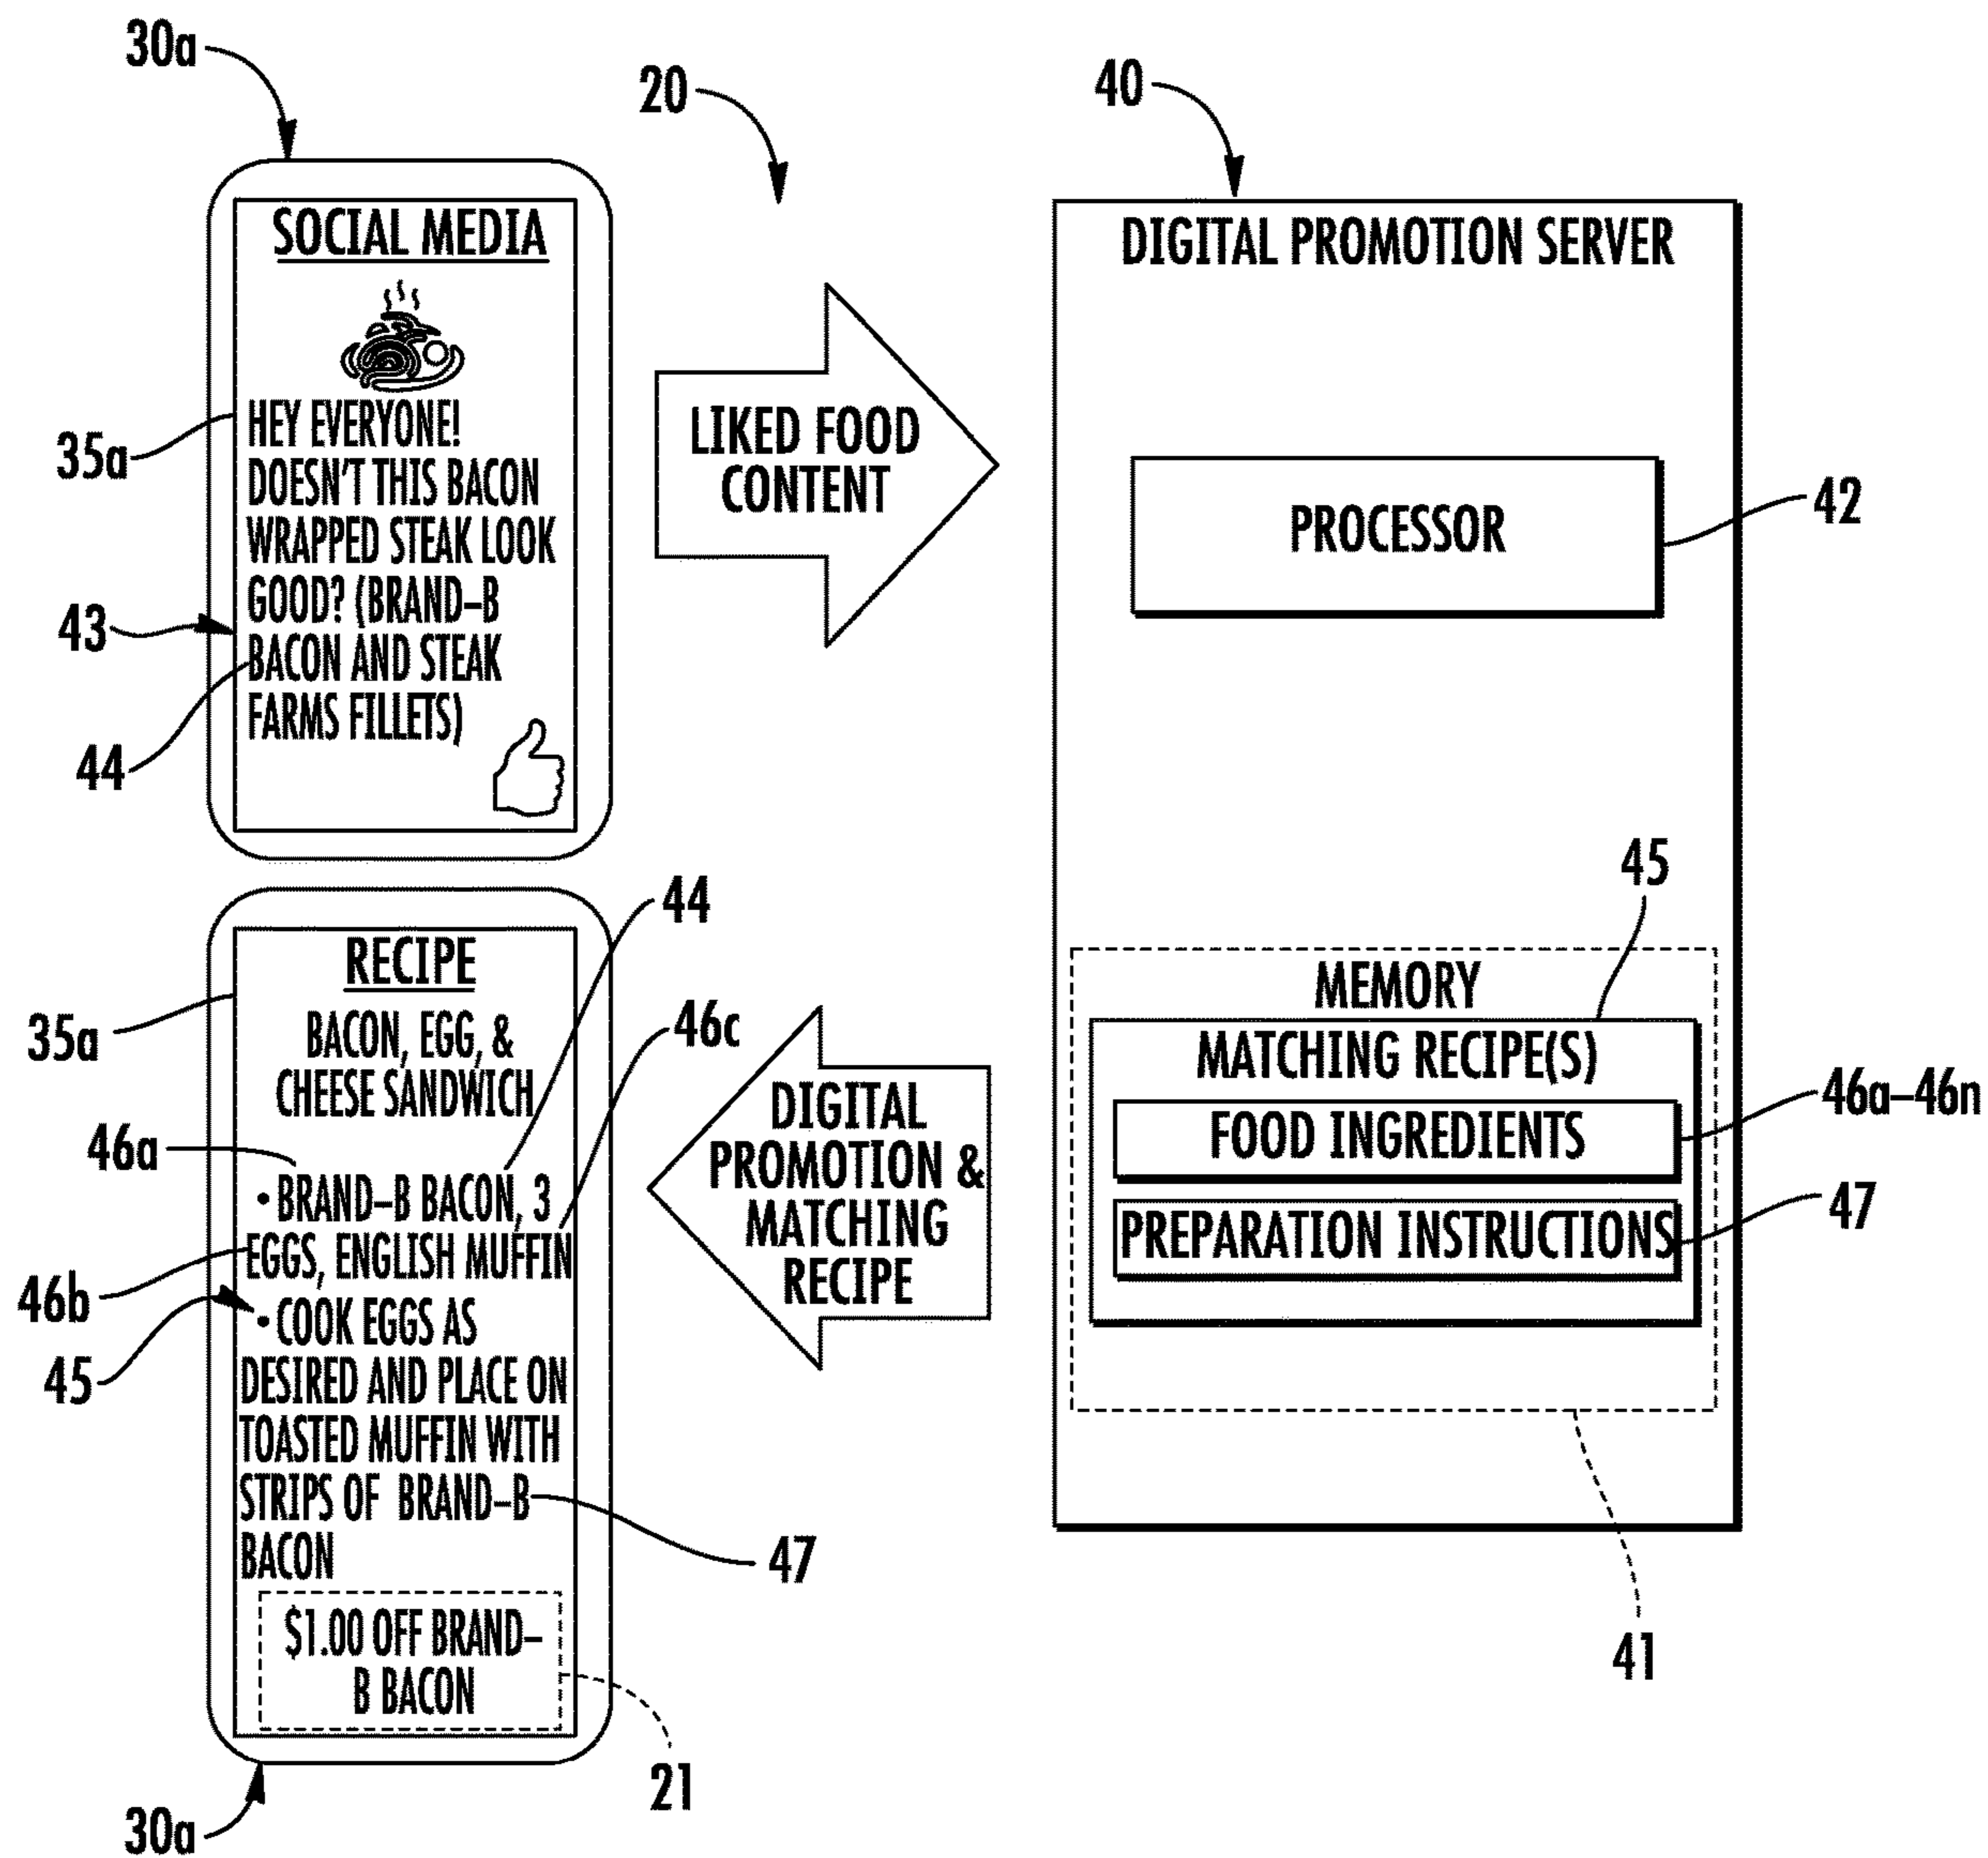 30a
20
40
SOCIAL MEDIA
HEY EVERYONE!
DOESN'T THIS BACON
WRAPPED STEAK LOOK
GOOD? (BRAND–B
BACON AND STEAK
FARMS FILLETS)
35a
43
44
LIKED FOOD
CONTENT
DIGITAL PROMOTION SERVER
PROCESSOR
42
45
MEMORY
MATCHING RECIPE(S)
FOOD INGREDIENTS
46a–46n
PREPARATION INSTRUCTIONS
47
41
44
RECIPE
35a
BACON, EGG, &
CHEESE SANDWICH
46c
46a
• BRAND–B BACON, 3
EGGS, ENGLISH MUFFIN
46b
• COOK EGGS AS
45
DESIRED AND PLACE ON
TOASTED MUFFIN WITH
STRIPS OF BRAND–B
BACON
47
$1.00 OFF BRAND–
B BACON
21
30a
DIGITAL
PROMOTION &
MATCHING
RECIPE